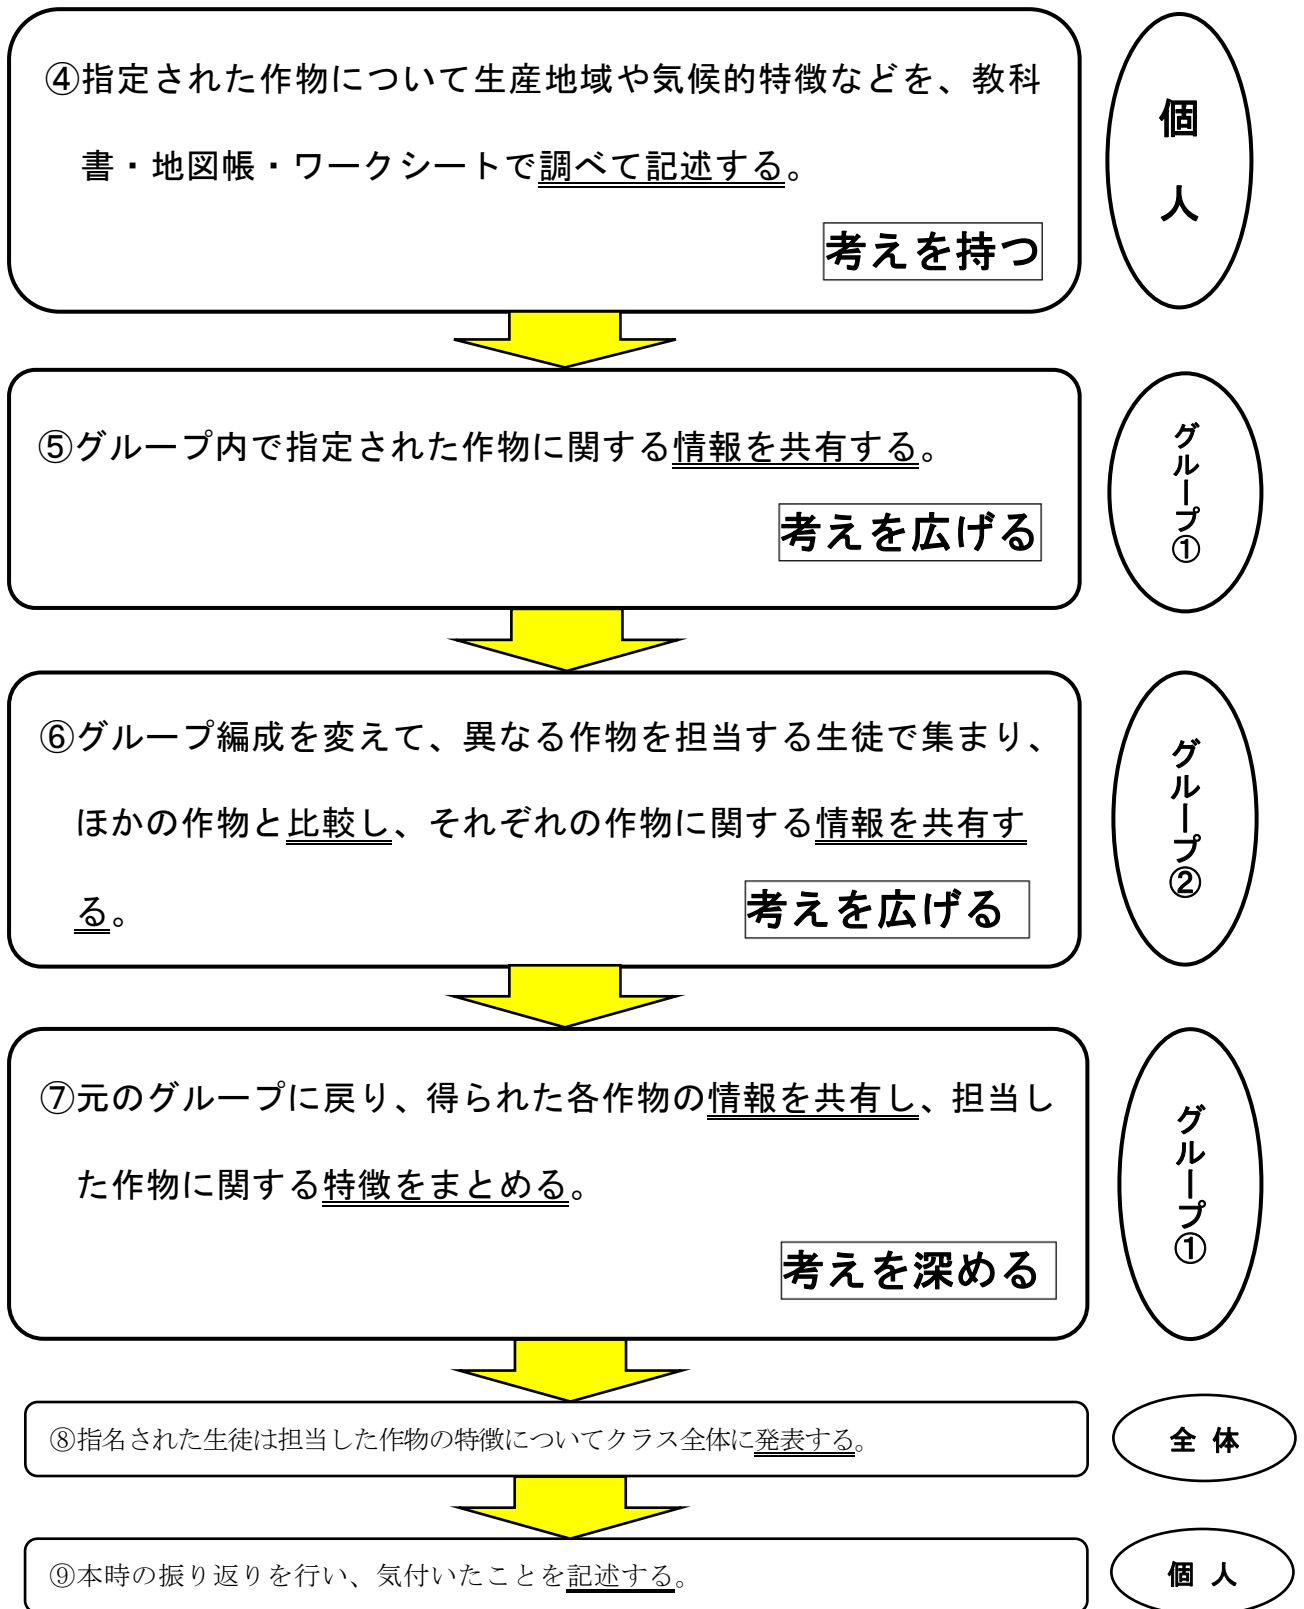 ④指定された作物について生産地域や気候的特徴などを、教科
書・地図帳・ワークシートで調べて記述する。
考えを持つ
個人
⑤グループ内で指定された作物に関する情報を共有する。
考えを広げる
グループ①
⑥グループ編成を変えて、異なる作物を担当する生徒で集まり、
ほかの作物と比較し、それぞれの作物に関する情報を共有す
る。
考えを広げる
グループ②
⑦元のグループに戻り、得られた各作物の情報を共有し、担当し
た作物に関する特徴をまとめる。
考えを深める
グループ①
⑧指名された生徒は担当した作物の特徴についてクラス全体に発表する。
全 体
⑨本時の振り返りを行い、気付いたことを記述する。
個 人